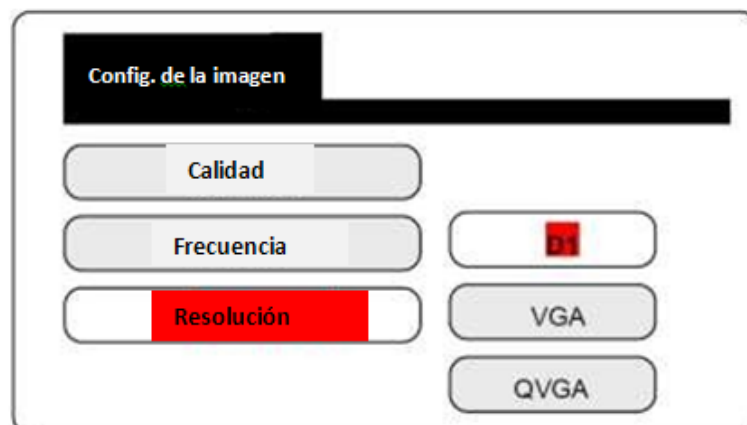 Config. de la imagen
Calidad
Frecuencia
D1
Resolución
VGA
QVGA